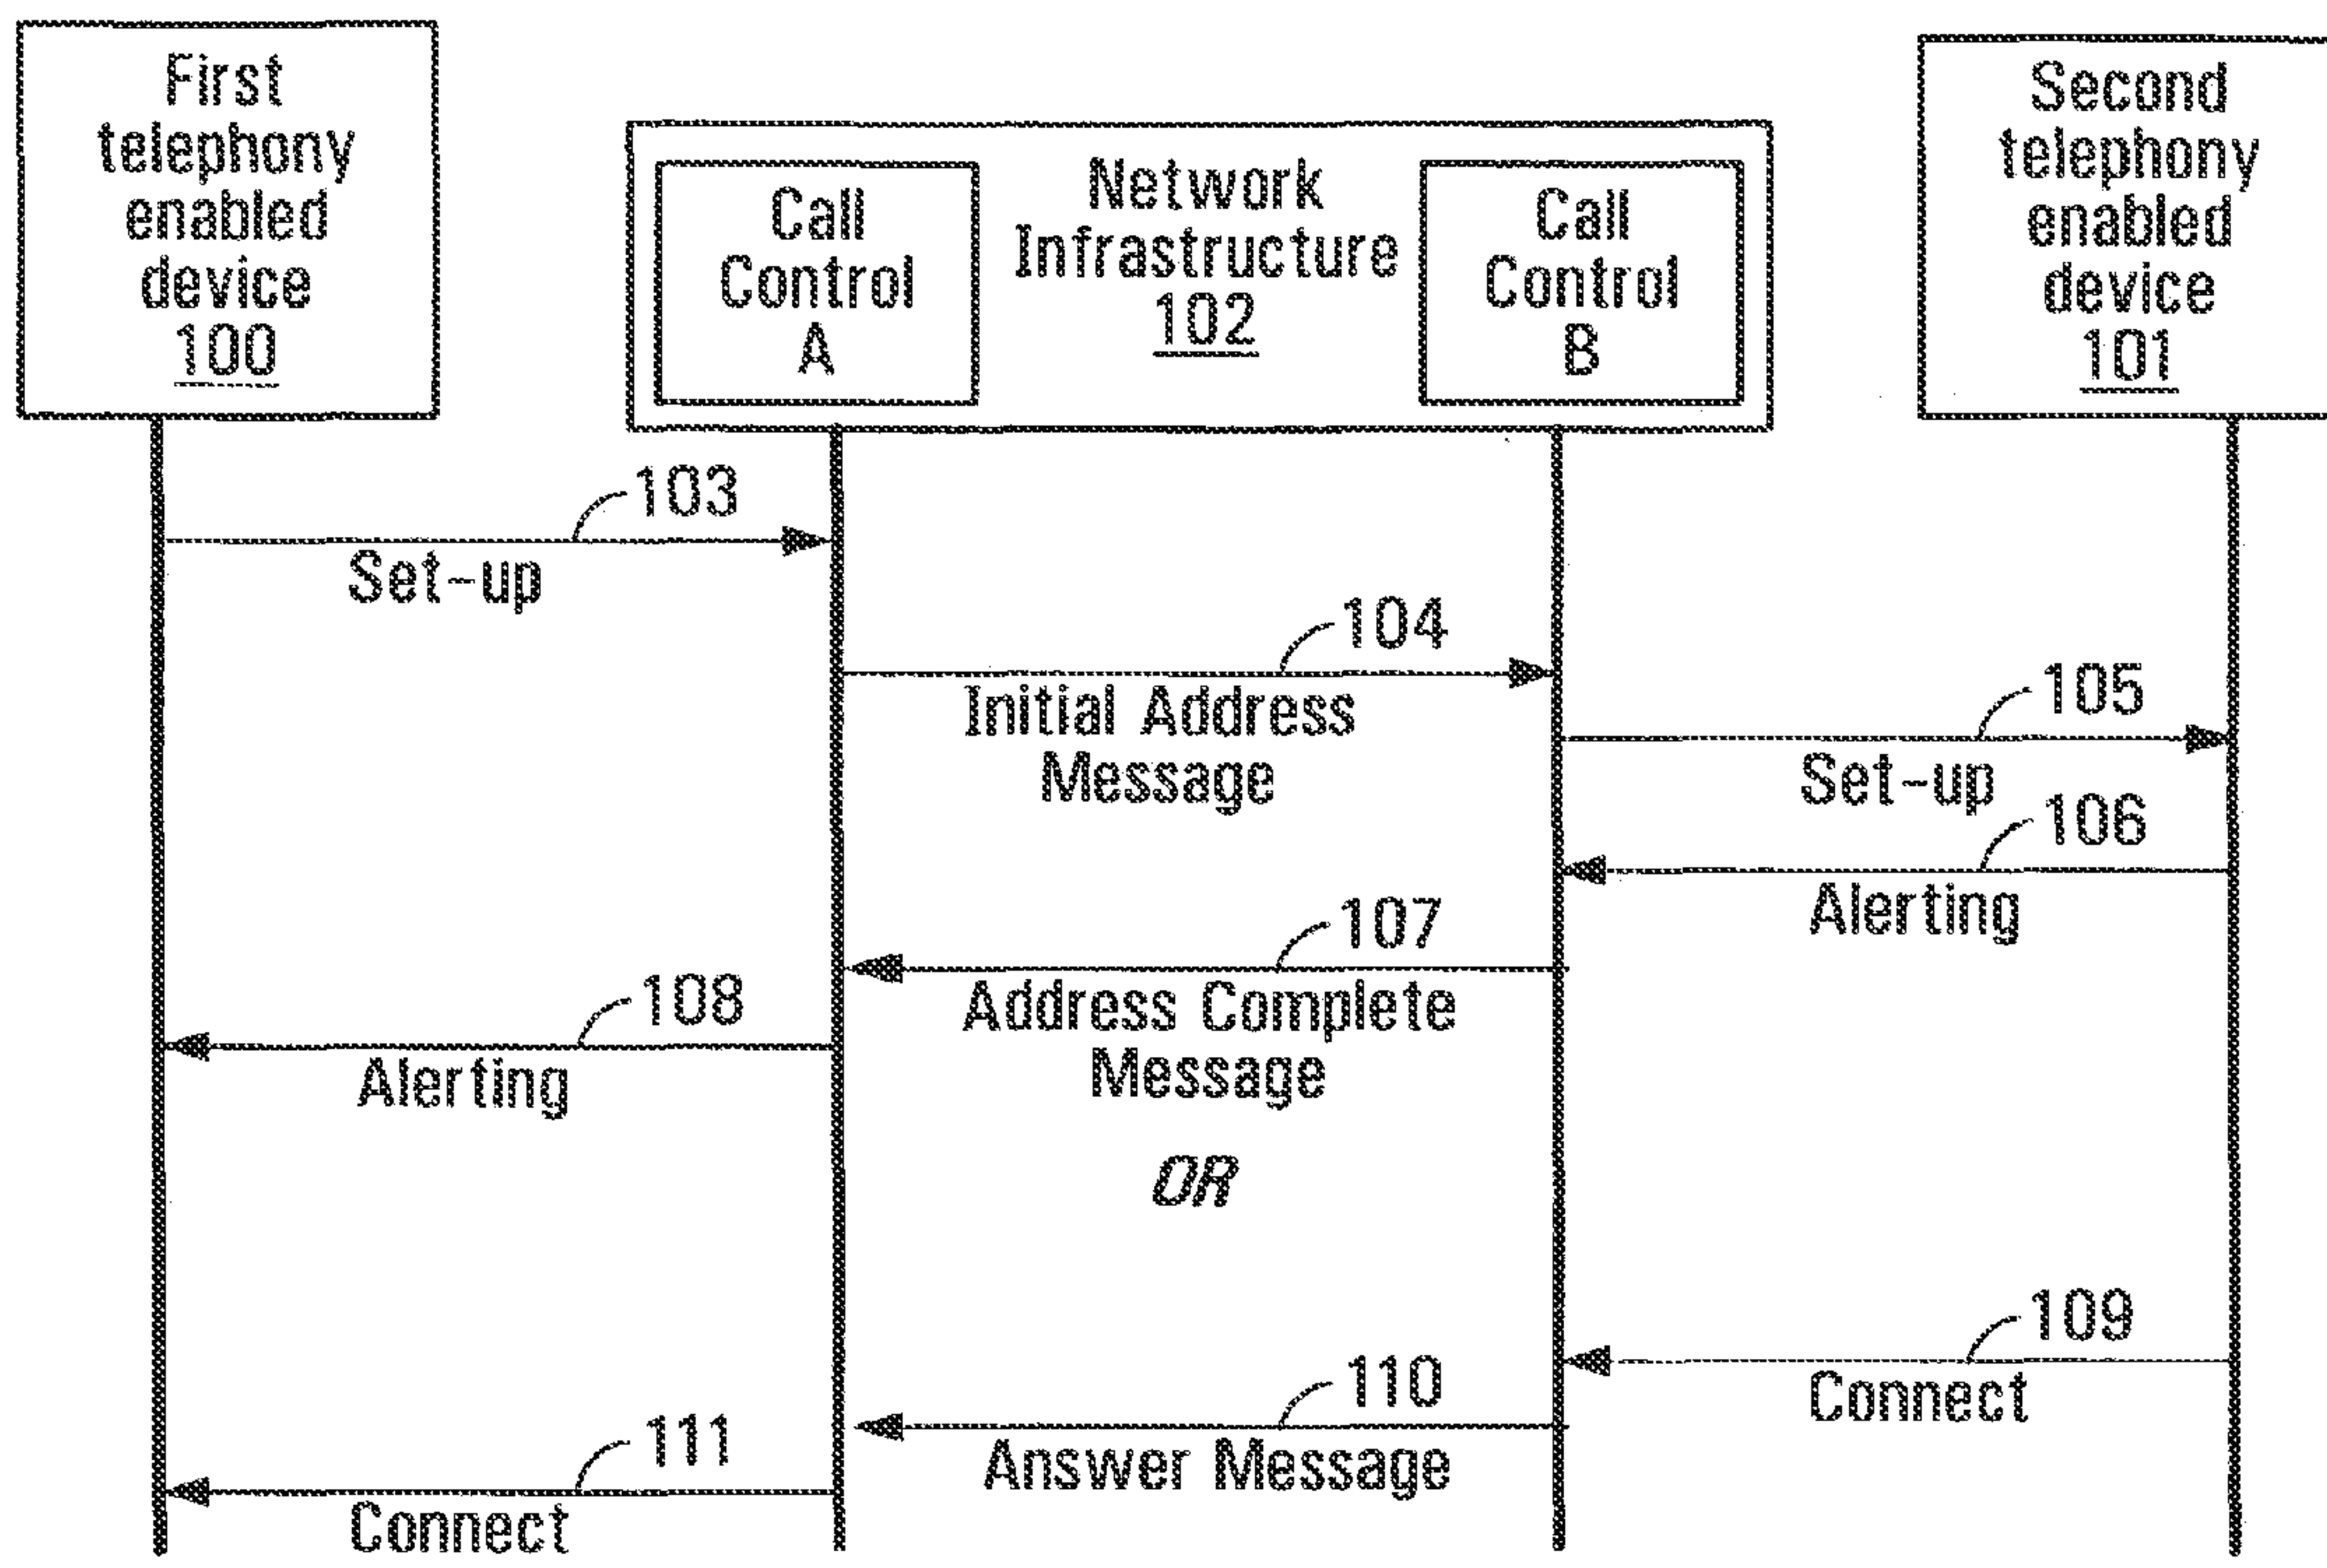 First
telephony
enabled
device
100
Network
Infrastructure
102
Call
Control
A
Call
Control
B
Second
telephony
enabled
device
101
103
Set-up
104
Initial Address
Message
105
Set-up
106
Alerting
107
Address Complete
Message
108
Alerting
OR
109
Connect
110
Answer Message
111
Connect